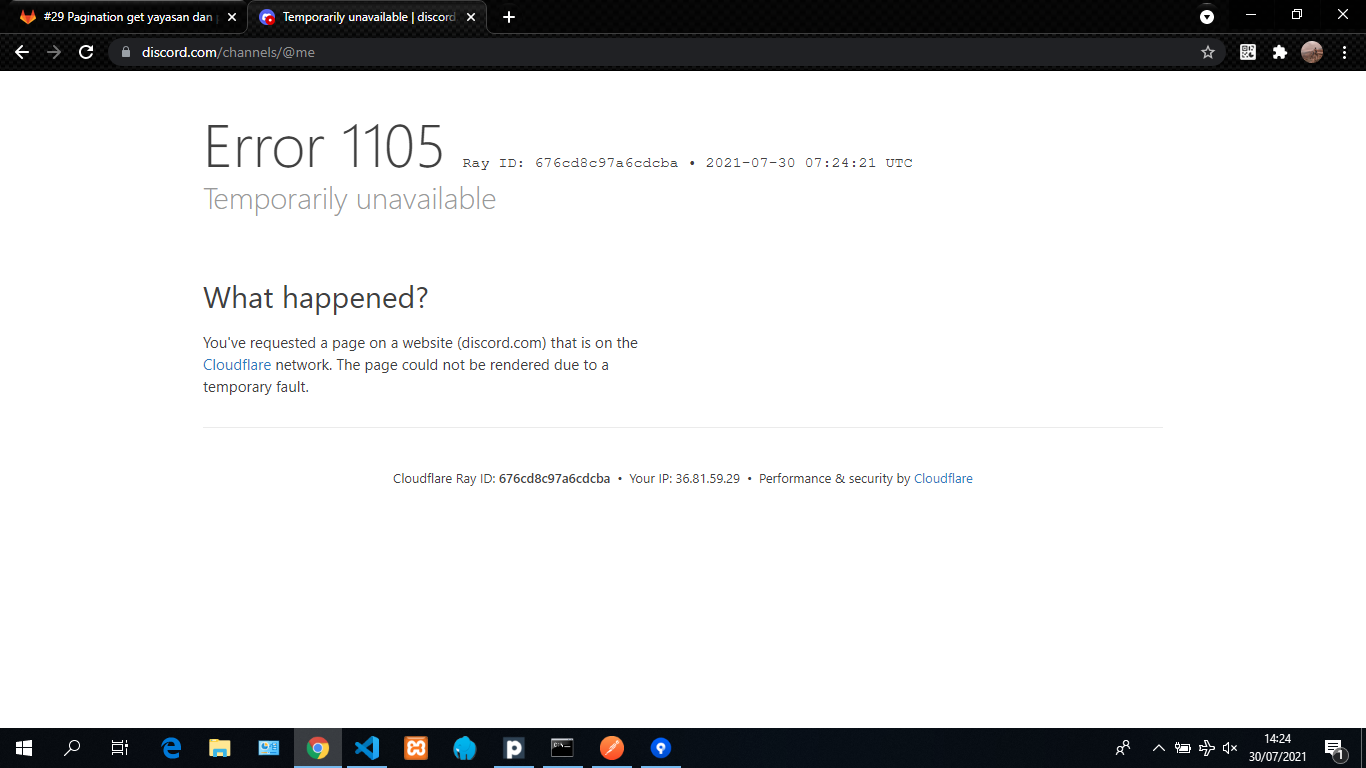 #29 Pagination get yayasan dan
Temporarily unavailable | discord
discord.com/channels/@me
Error 1105 Ray ID: 676cd8c97a6cdcba • 2021-07-30 07:24:21 UTC
Temporarily unavailable
What happened?
You've requested a page on a website (discord.com) that is on the
Cloudflare network. The page could not be rendered due to a
temporary fault.
Cloudflare Ray ID: 676cd8c97a6cdcba • Your IP: 36.81.59.29 • Performance & security by Cloudflare
14:24
30/07/2021
1